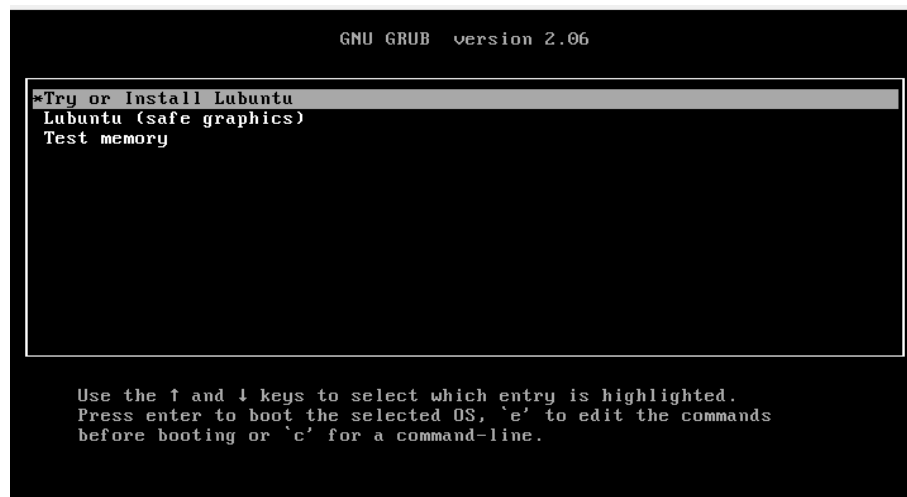 GNU GRUB  version 2.06
*Try or Install Lubuntu
Lubuntu (safe graphics)
Test memory
Use the ↑ and ↓ keys to select which entry is highlighted.
Press enter to boot the selected OS, `e' to edit the commands
before booting or `c' for a command-line.